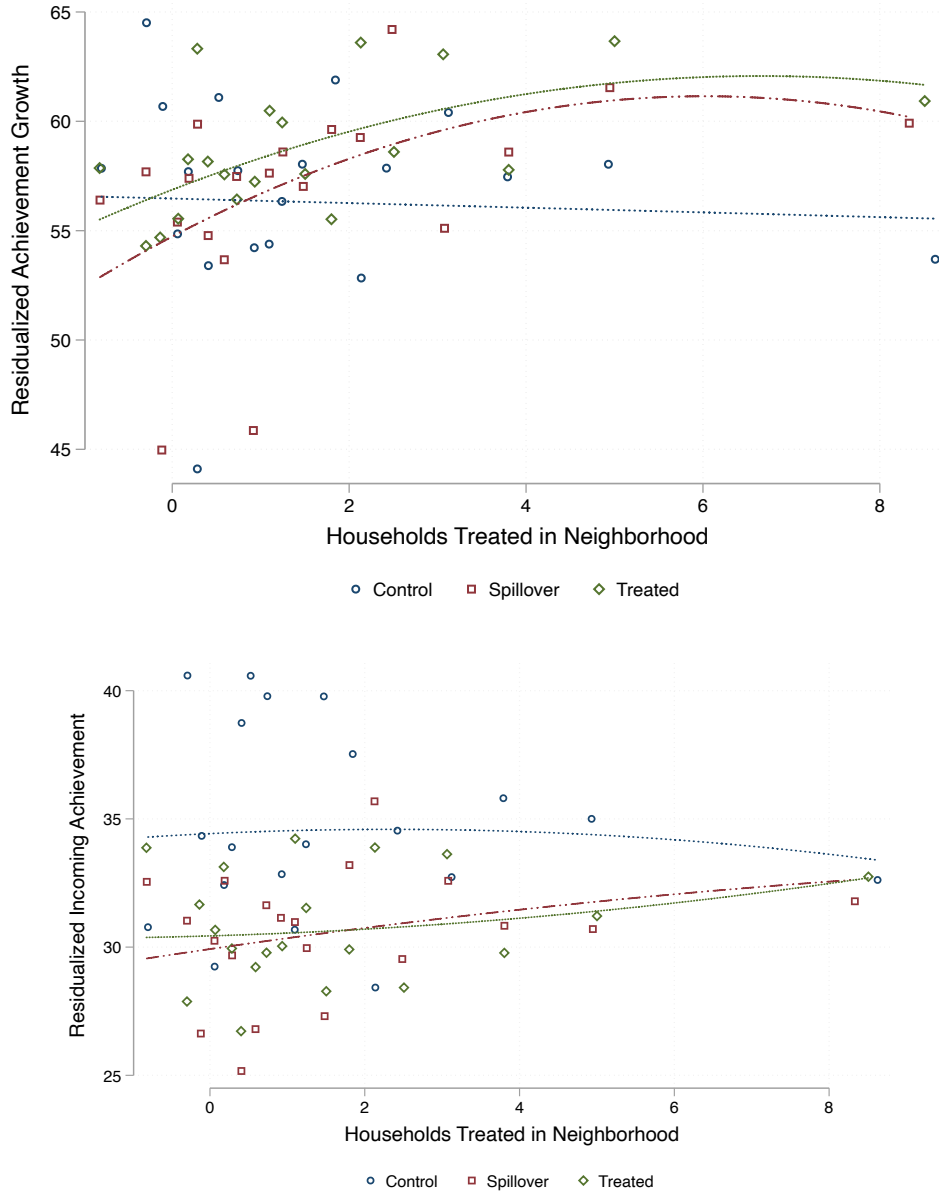 65
60
55
50
45
Residualized Achievement Growth
0 2 4 6 8
Households Treated in Neighborhood
Control Spillover Treated
40
35
30
25
Residualized Incoming Achievement
0 2 4 6 8
Households Treated in Neighborhood
Control Spillover Treated